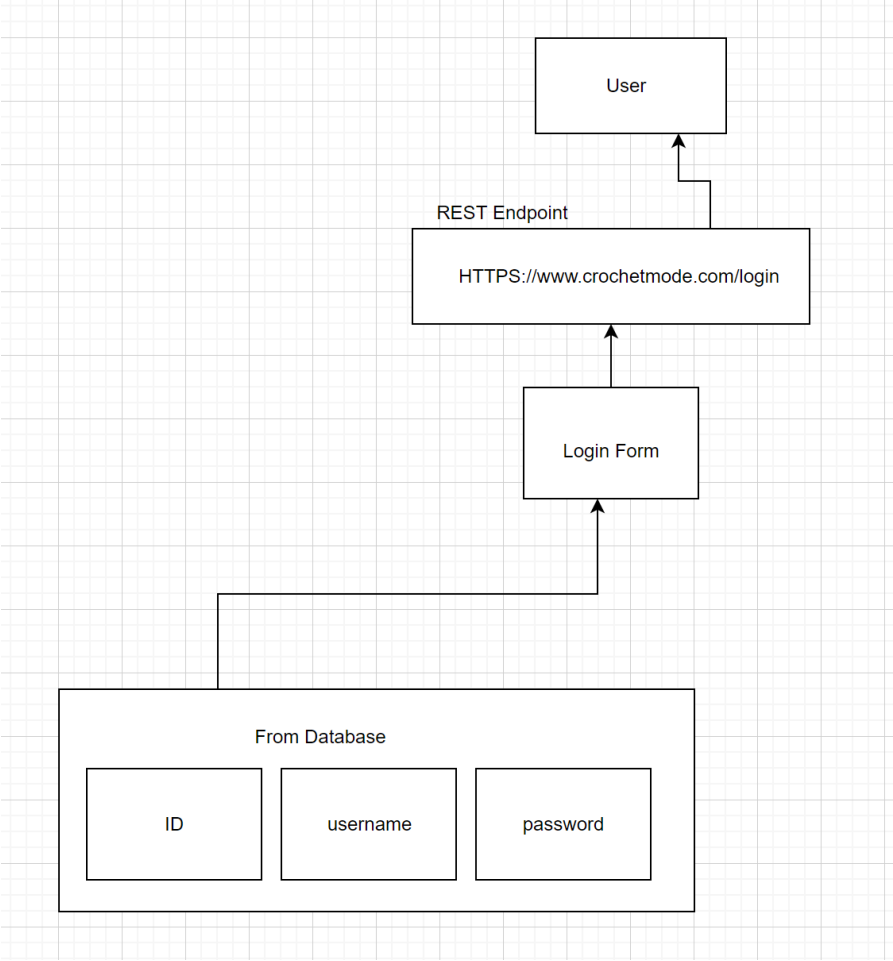 User
REST Endpoint
HTTPS://www.crochetmode.com/login
Login Form
From Database
ID
username
password